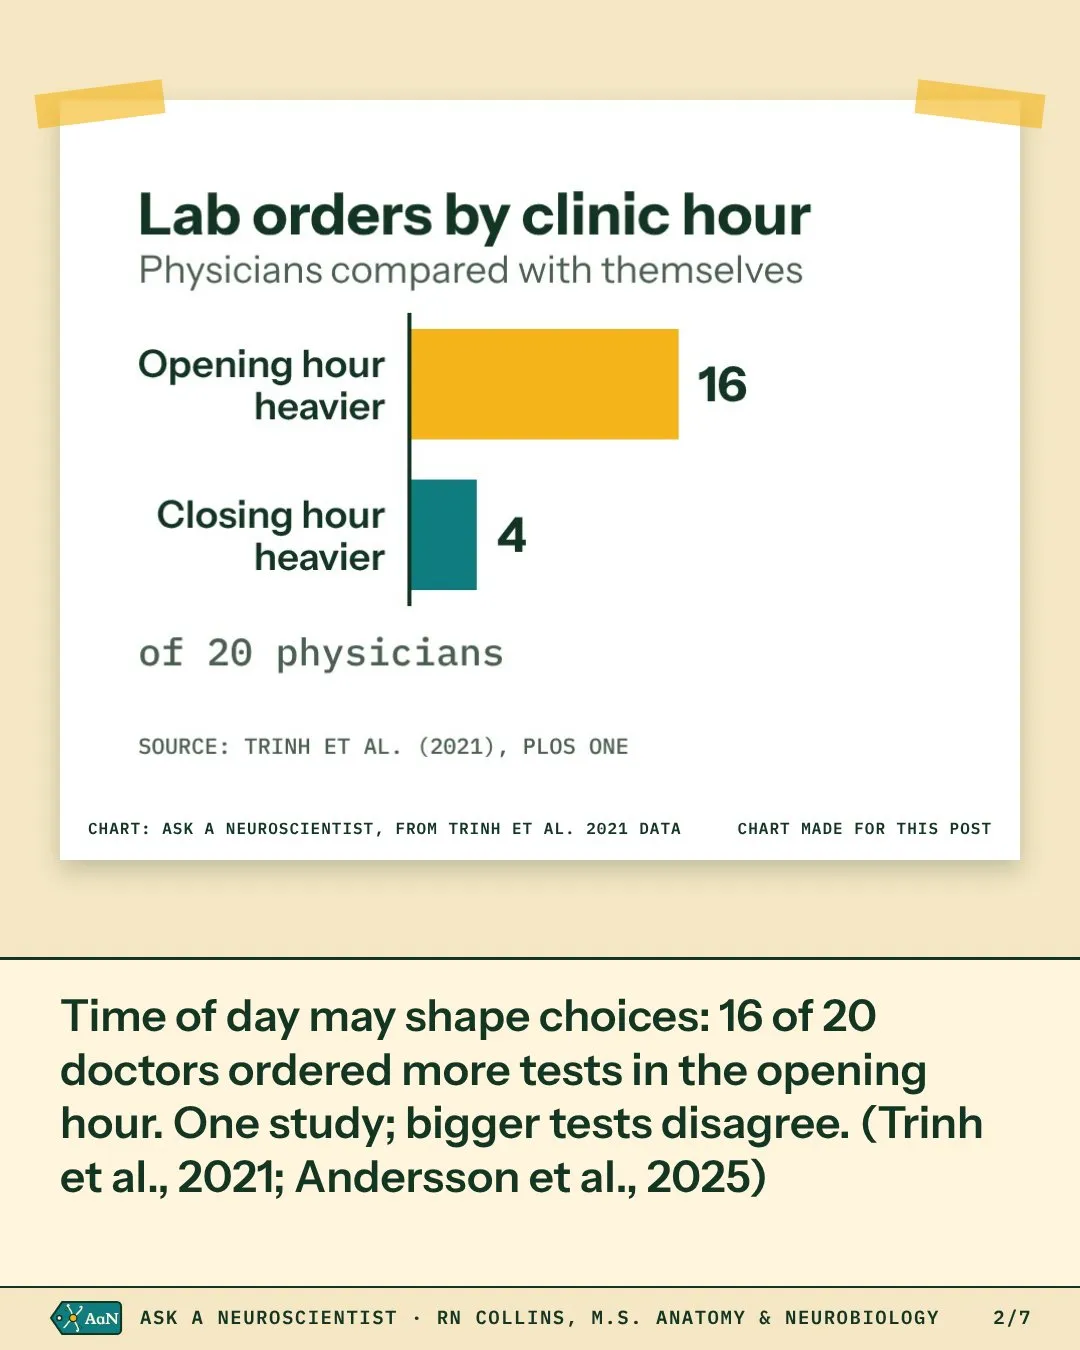 Lab orders by clinic hour
Physicians compared with themselves
Opening hour
heavier
16
Closing hour
heavier
4
of 20 physicians
SOURCE: TRINH ET AL. (2021), PLOS ONE
CHART: ASK A NEUROSCIENTIST, FROM TRINH ET AL. 2021 DATA
CHART MADE FOR THIS POST
Time of day may shape choices: 16 of 20
doctors ordered more tests in the opening
hour. One study; bigger tests disagree. (Trinh
et al., 2021; Andersson et al., 2025)
AaN
ASK A NEUROSCIENTIST · RN COLLINS, M.S. ANATOMY & NEUROBIOLOGY
2/7